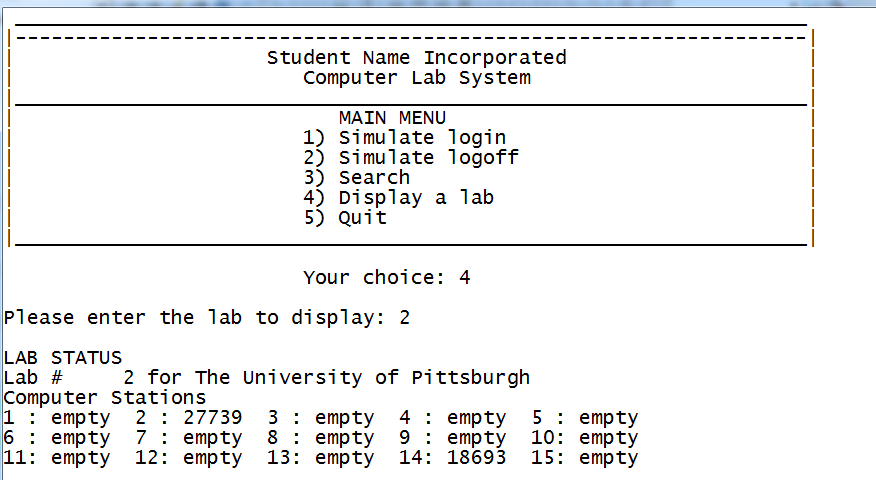 Student Name Incorporated
Computer Lab System
MAIN MENU
1) Simulate login
2) Simulate logoff
3) Search
4) Display a lab
5) Quit
Your choice: 4
Please enter the lab to display: 2
LAB STATUS
Lab #     2 for The University of Pittsburgh
Computer Stations
1 : empty  2 : 27739  3 : empty  4 : empty  5 : empty
6 : empty  7 : empty  8 : empty  9 : empty  10: empty
11: empty  12: empty  13: empty  14: 18693  15: empty